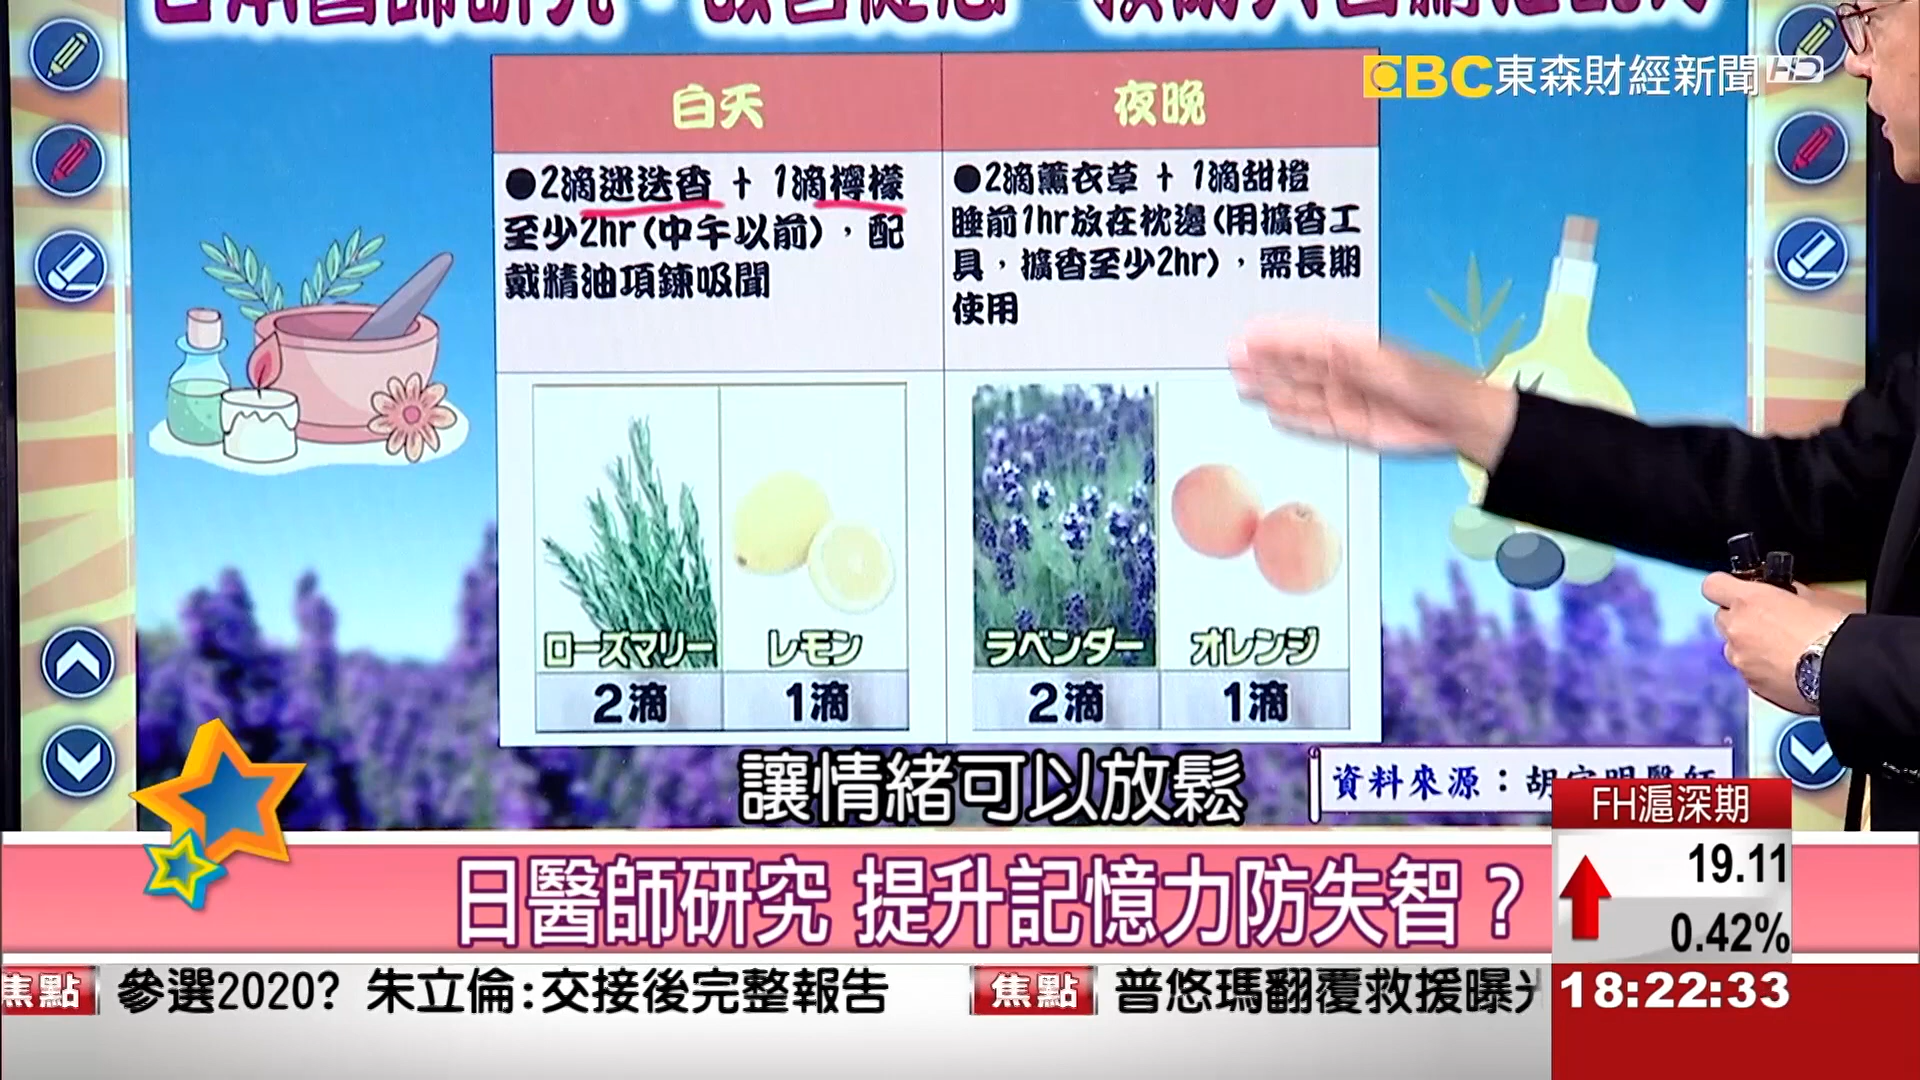 日本醫師研究
EBC東森財經新聞HD
白天
夜晚
●2滴迷迭香 + 1滴檸檬
至少2hr(中午以前)，配
戴精油項鍊吸聞
●2滴薰衣草 + 1滴甜橙
睡前1hr放在枕邊(用擴香工
具，擴香至少2hr)，需長期
使用
ローズマリー
レモン
ラベンダー
オレンジ
2滴
1滴
2滴
1滴
讓情緒可以放鬆
資料來源：胡
日醫師研究 提升記憶力防失智？
FH滬深期
19.11
0.42%
焦點
參選2020? 朱立倫:交接後完整報告
焦點
普悠瑪翻覆救援曝
18:22:33